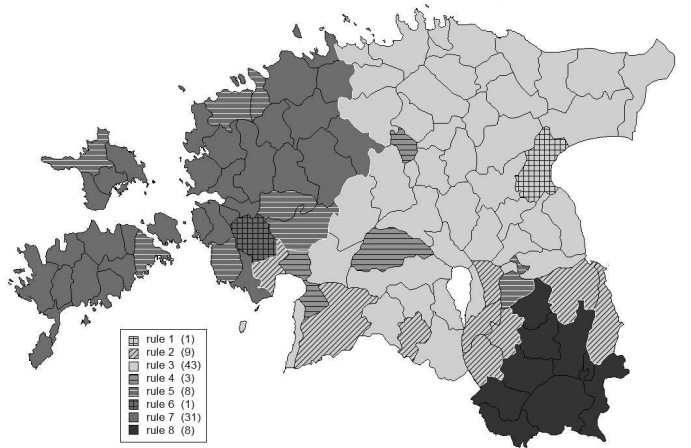 rule 1 (1)
rule 2 (9)
rule 3 (43)
rule 4 (3)
rule 5 (8)
rule 6 (1)
rule 7 (31)
rule 8 (8)